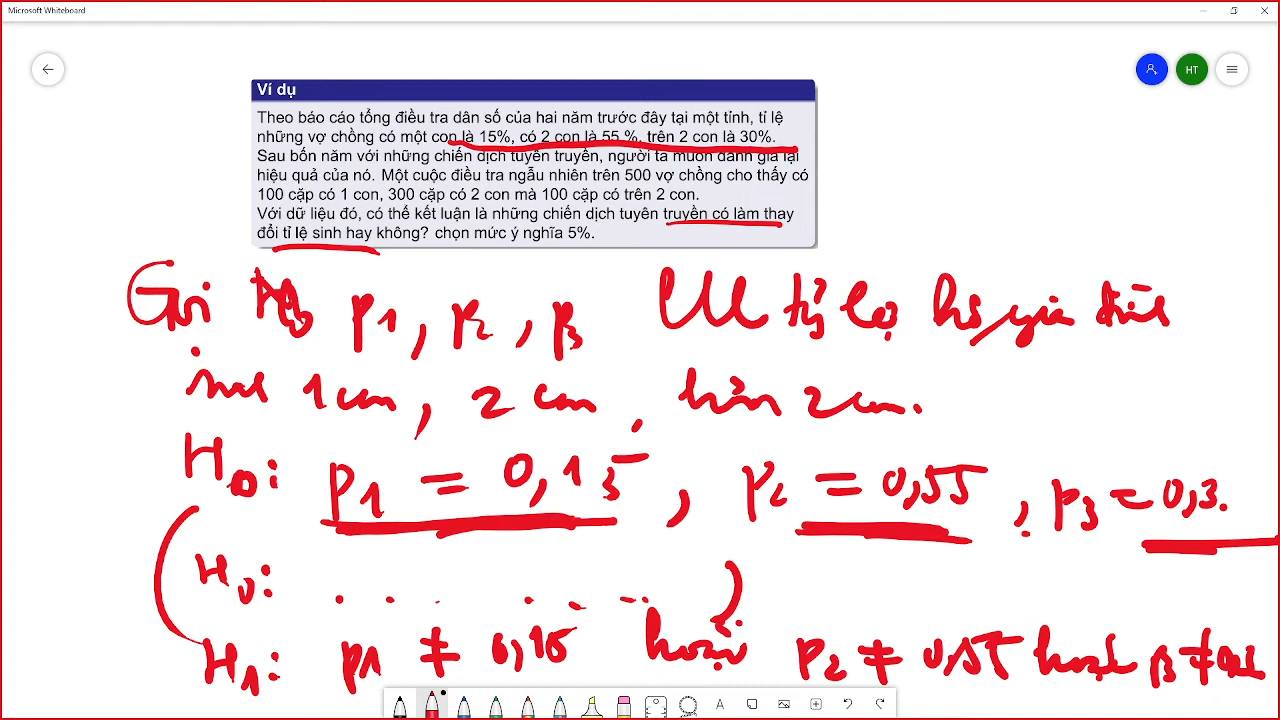 Microsoft Whiteboard
HT
Ví dụ
Theo báo cáo tổng điều tra dân số của hai năm trước đây tại một tỉnh, tỉ lệ
những vợ chồng có một con là 15%, có 2 con là 55 %, trên 2 con là 30%.
Sau bốn năm với những chiến dịch tuyên truyền, người ta muốn đánh giá lại
hiệu quả của nó. Một cuộc điều tra ngẫu nhiên trên 500 vợ chồng cho thấy có
100 cặp có 1 con, 300 cặp có 2 con mà 100 cặp có trên 2 con.
Với dữ liệu đó, có thể kết luận là những chiến dịch tuyên truyền có làm thay
đổi tỉ lệ sinh hay không? chọn mức ý nghĩa 5%.
Gọi p1, p2, p3 tỷ lệ hộ gia đình
1 con, 2 con, hơn 2 con.
H0: p1 = 0,15, p2 = 0,55, p3 = 0,3.
H0: . . . . . . .
H1: p1 ≠ 0,15 hoặc p2 ≠ 0,55 hoặc p3 ≠
A